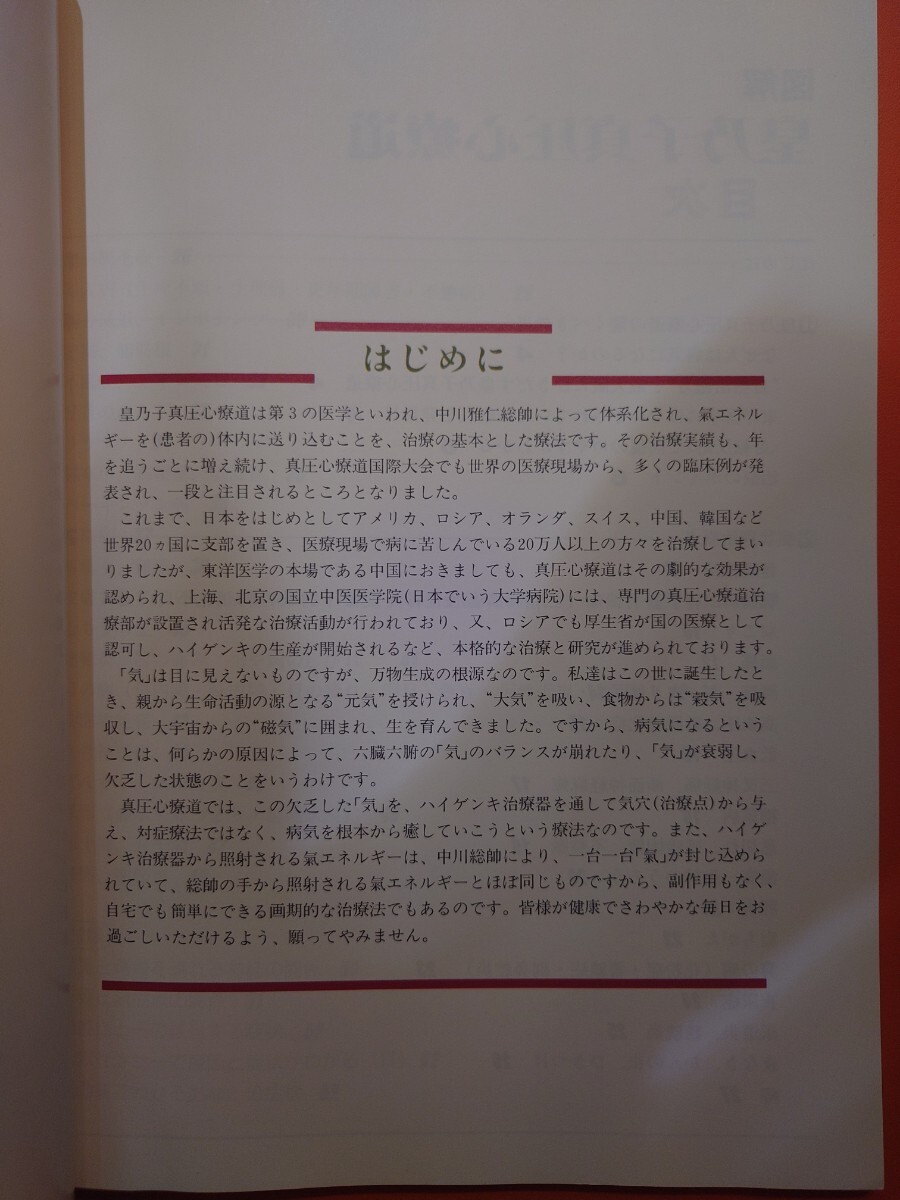 はじめに
皇乃子真圧心療道は第3の医学といわれ、中川雅仁総帥によって体系化され、氣エネル
ギーを(患者の)体内に送り込むことを、治療の基本とした療法です。その治療実績も、年
を追うごとに増え続け、真圧心療道国際大会でも世界の医療現場から、多くの臨床例が発
表され、一段と注目されるところとなりました。
これまで、日本をはじめとしてアメリカ、ロシア、オランダ、スイス、中国、韓国など
世界20ヵ国に支部を置き、医療現場で病に苦しんでいる20万人以上の方々を治療してまい
りましたが、東洋医学の本場である中国におきましても、真圧心療道はその劇的な効果が
認められ、上海、北京の国立中医医学院(日本でいう大学病院)には、専門の真圧心療道治
療部が設置され活発な治療活動が行われており、又、ロシアでも厚生省が国の医療として
認可し、ハイゲンキの生産が開始されるなど、本格的な治療と研究が進められております。
「気」は目に見えないものですが、万物生成の根源なのです。私達はこの世に誕生したと
き、親から生命活動の源となる“元気”を授けられ、“大気”を吸い、食物からは“穀気”を吸
収し、大宇宙からの“磁気”に囲まれ、生を育んできました。ですから、病気になるという
ことは、何らかの原因によって、六臓六腑の「気」のバランスが崩れたり、「気」が衰弱し、
欠乏した状態のことをいうわけです。
真圧心療道では、この欠乏した「気」を、ハイゲンキ治療器を通して気穴(治療点)から与
え、対症療法ではなく、病気を根本から癒していこうという療法なのです。また、ハイゲ
ンキ治療器から照射される氣エネルギーは、中川総帥により、一台一台「氣」が封じ込めら
れていて、総帥の手から照射される氣エネルギーとほぼ同じものですから、副作用もなく、
自宅でも簡単にできる画期的な治療法でもあるのです。皆様が健康でさわやかな毎日をお
過ごしいただけるよう、願ってやみません。